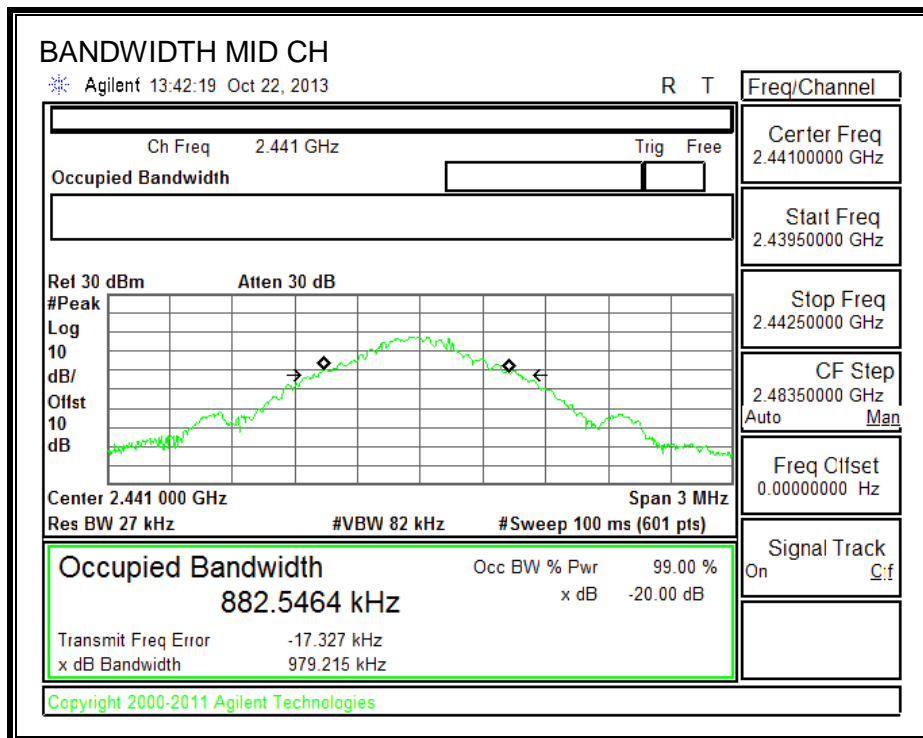 BANDWIDTH MID CH
Agilent 13:42:19 Oct 22, 2013 R T
Freq/Channel
Ch Freq 2.441 GHz Trig Free
Occupied Bandwidth
Center Freq
2.44100000 GHz
Start Freq
2.43950000 GHz
Stop Freq
2.44250000 GHz
CF Step
2.48350000 GHz
Auto Man
Freq Offset
0.00000000 Hz
Signal Track
On Off
Ref 30 dBm Atten 30 dB
#Peak
Log
10
dB/
Offst
10
dB
Center 2.441 000 GHz Span 3 MHz
Res BW 27 kHz #VBW 82 kHz #Sweep 100 ms (601 pts)
Occupied Bandwidth Occ BW % Pwr 99.00 %
882.5464 kHz x dB -20.00 dB
Transmit Freq Error -17.327 kHz
x dB Bandwidth 979.215 kHz
Copyright 2000-2011 Agilent Technologies